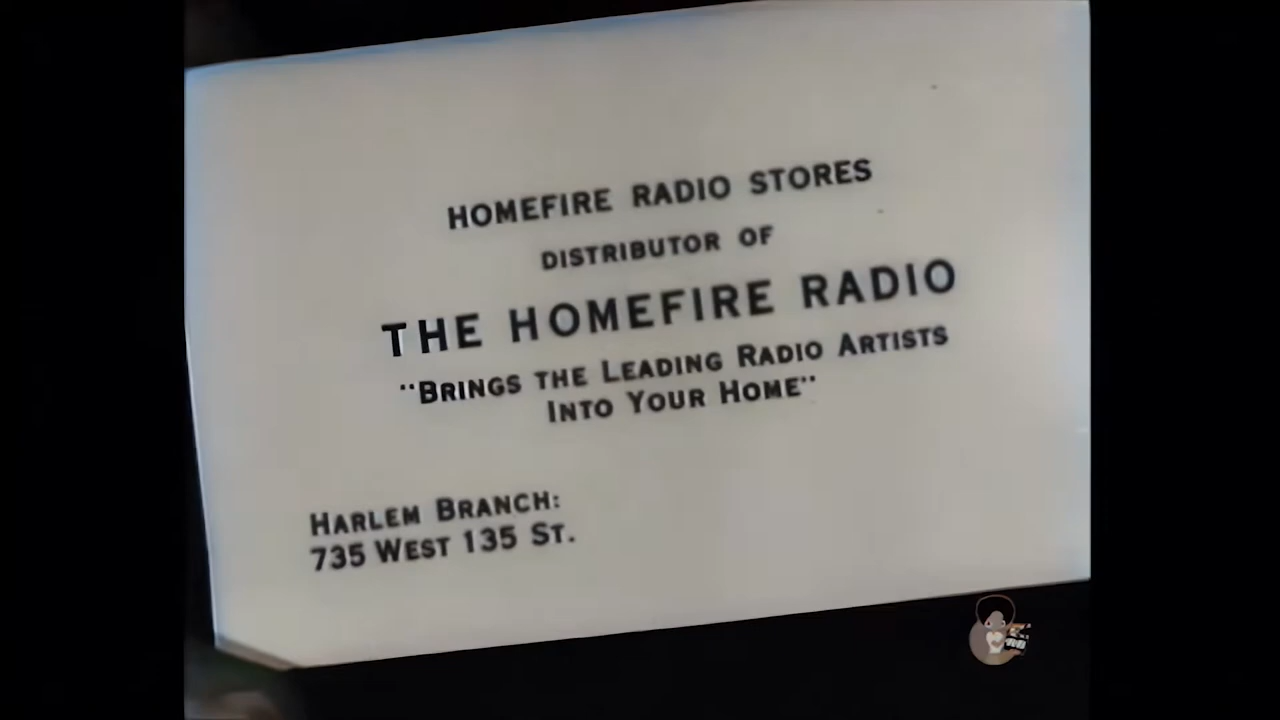 HOMEFIRE RADIO STORES
DISTRIBUTOR OF
THE HOMEFIRE RADIO
"BRINGS THE LEADING RADIO ARTISTS
INTO YOUR HOME"
HARLEM BRANCH:
735 WEST 135 ST.